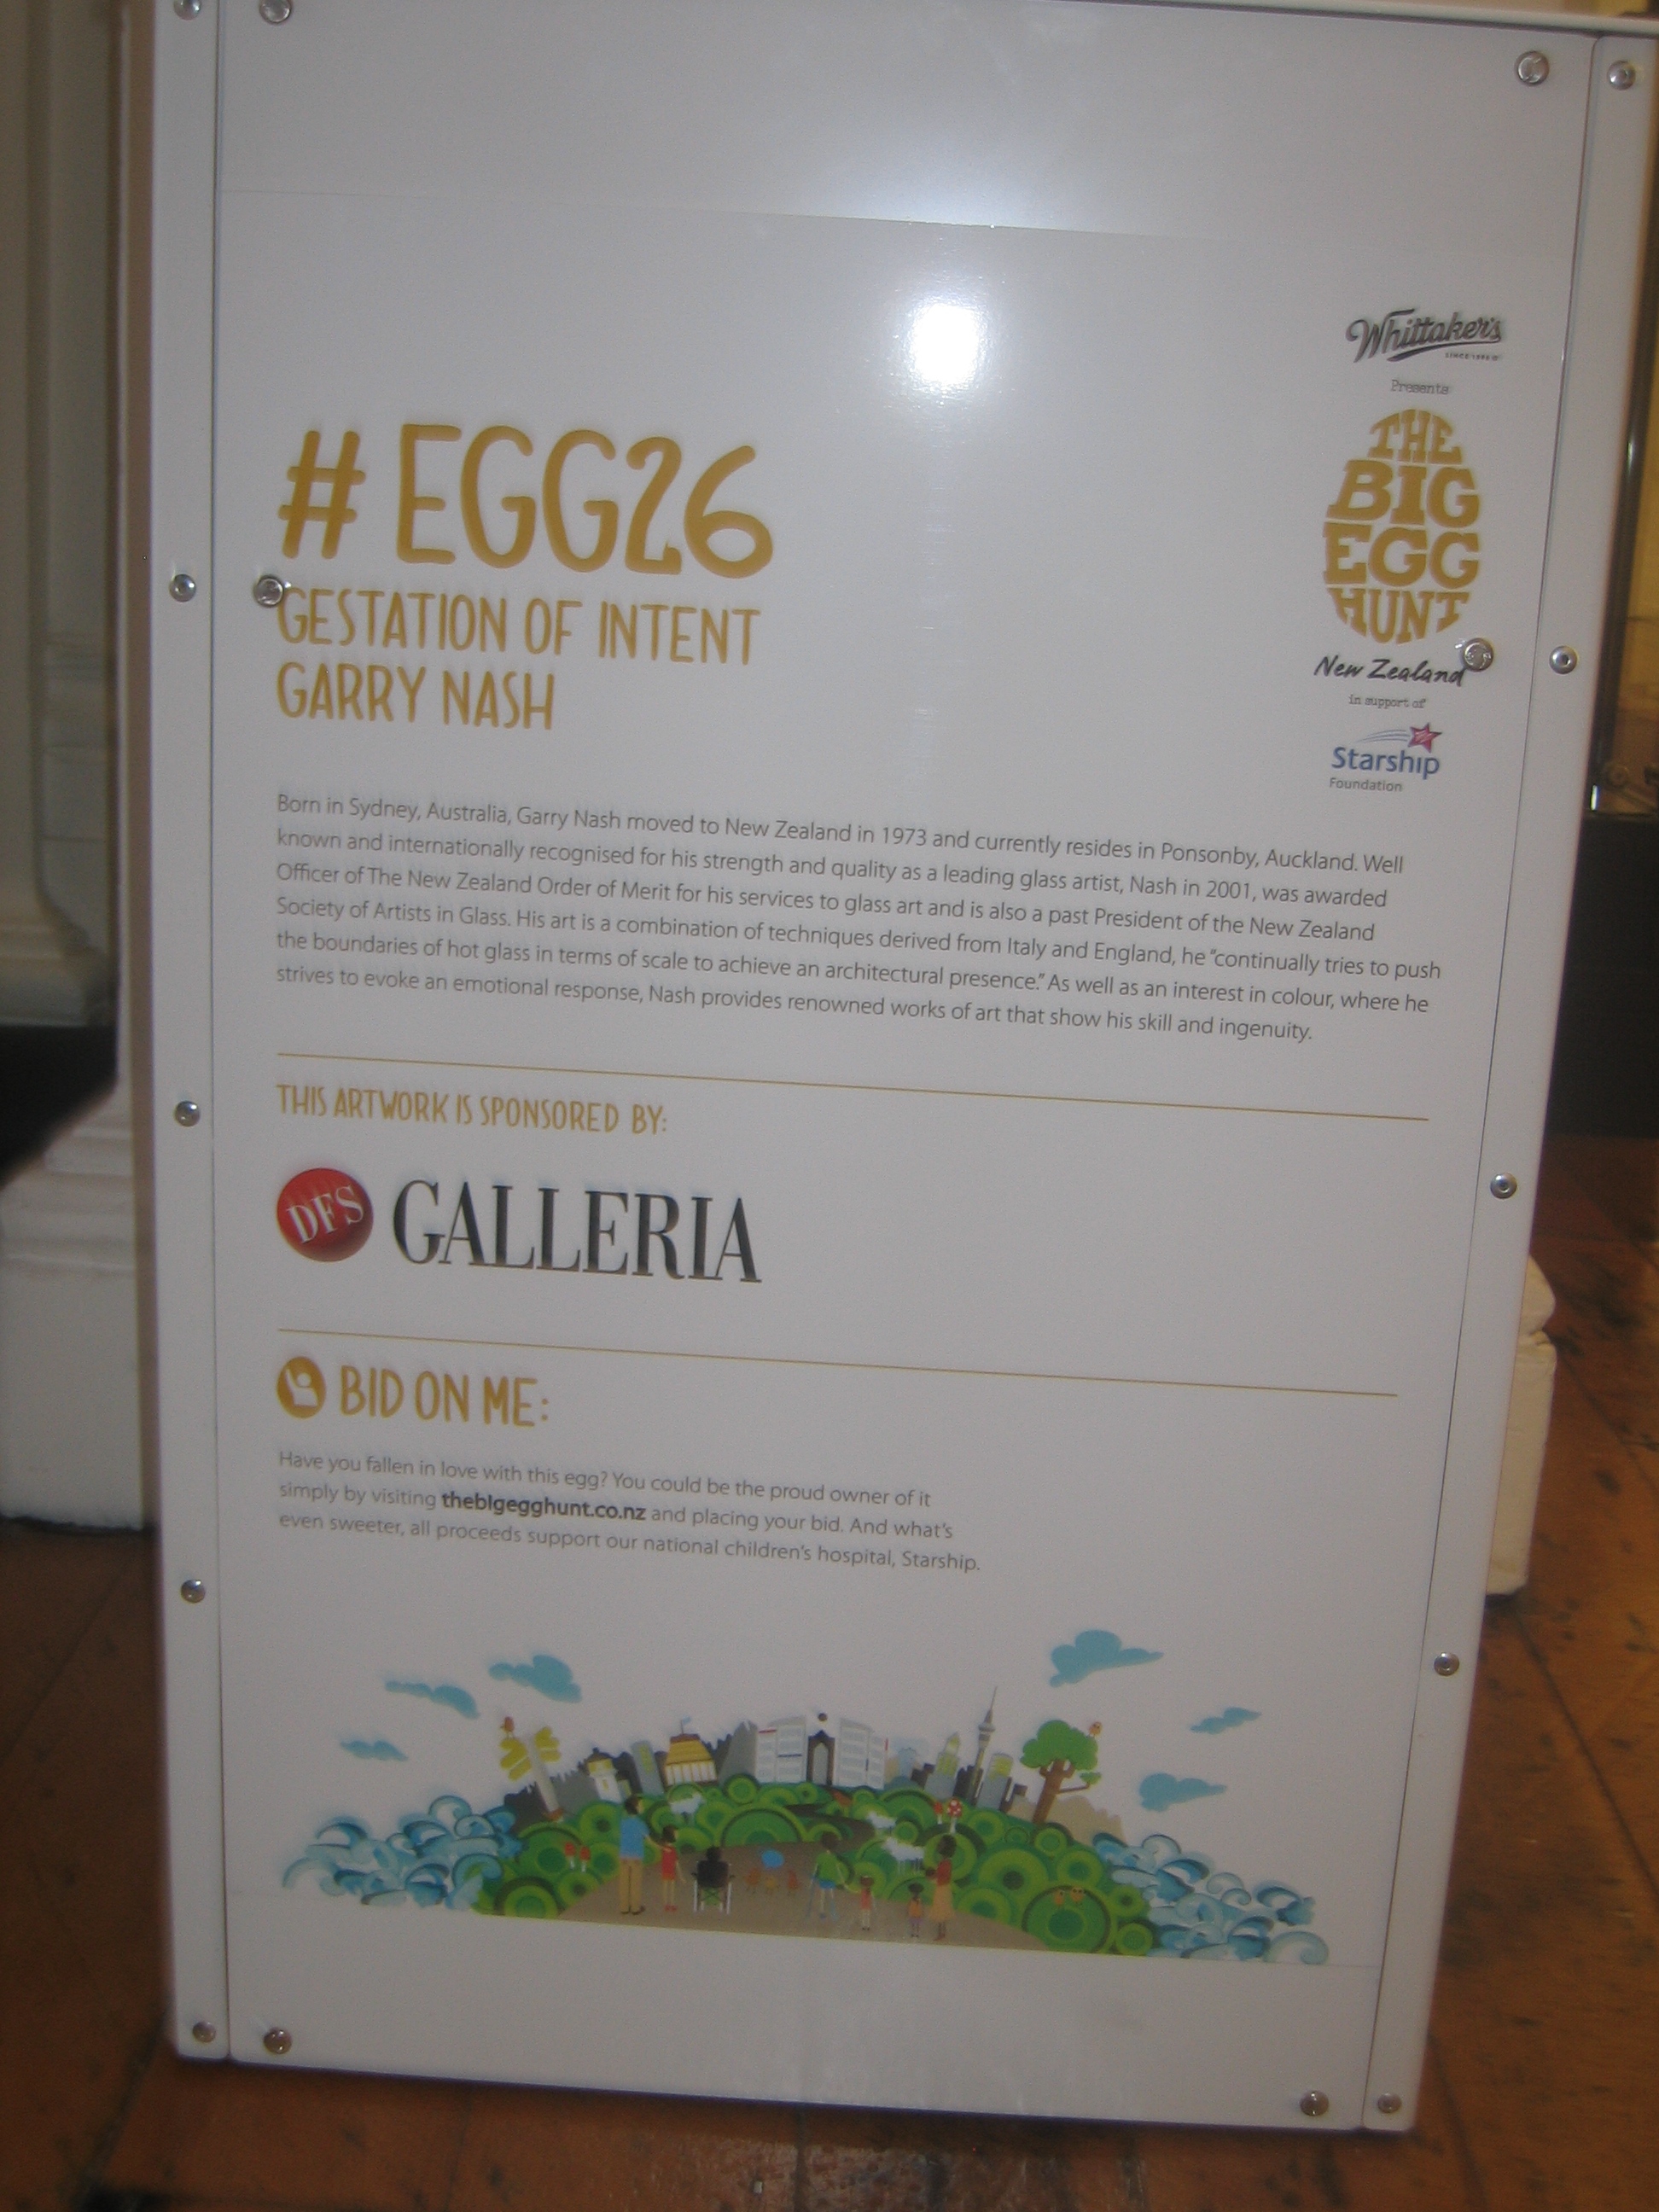 Whittaker's
Presents
THE
BIG
EGG
HUNT
New Zealand
in support of
Starship
Foundation
# EGG26
GESTATION OF INTENT
GARRY NASH
Born in Sydney, Australia, Garry Nash moved to New Zealand in 1973 and currently resides in Ponsonby, Auckland. Well
known and internationally recognised for his strength and quality as a leading glass artist, Nash in 2001, was awarded
Officer of The New Zealand Order of Merit for his services to glass art and is also a past President of the New Zealand
Society of Artists in Glass. His art is a combination of techniques derived from Italy and England, he "continually tries to push
the boundaries of hot glass in terms of scale to achieve an architectural presence." As well as an interest in colour, where he
strives to evoke an emotional response, Nash provides renowned works of art that show his skill and ingenuity.
THIS ARTWORK IS SPONSORED BY:
DFS GALLERIA
BID ON ME:
Have you fallen in love with this egg? You could be the proud owner of it
simply by visiting thebigegghunt.co.nz and placing your bid. And what's
even sweeter, all proceeds support our national children's hospital, Starship.